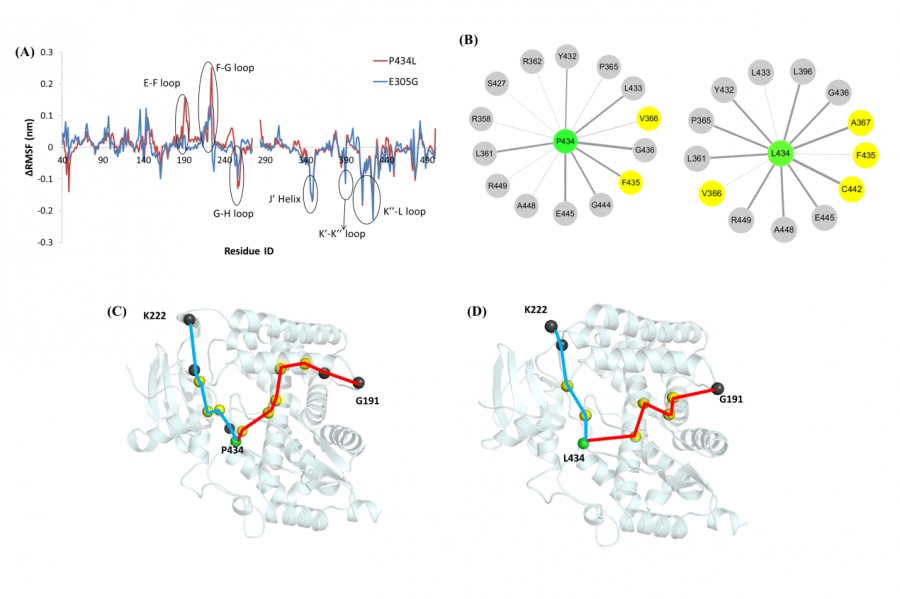 (A)
0.3
0.2
0.1
0
-0.1
-0.2
-0.3
ΔRMSF (nm)
40
90
140
190
240
290
340
390
440
490
Residue ID
P434L
E305G
E-F loop
F-G loop
G-H loop
J' Helix
K'-K'' loop
K''-L loop
(B)
Y432
R362
P365
S427
L433
R358
V366
P434
L361
G436
R449
F435
A448
G444
E445
L433
L396
Y432
G436
P365
A367
L434
L361
F435
V366
C442
R449
E445
A448
(C)
K222
G191
P434
(D)
K222
G191
L434